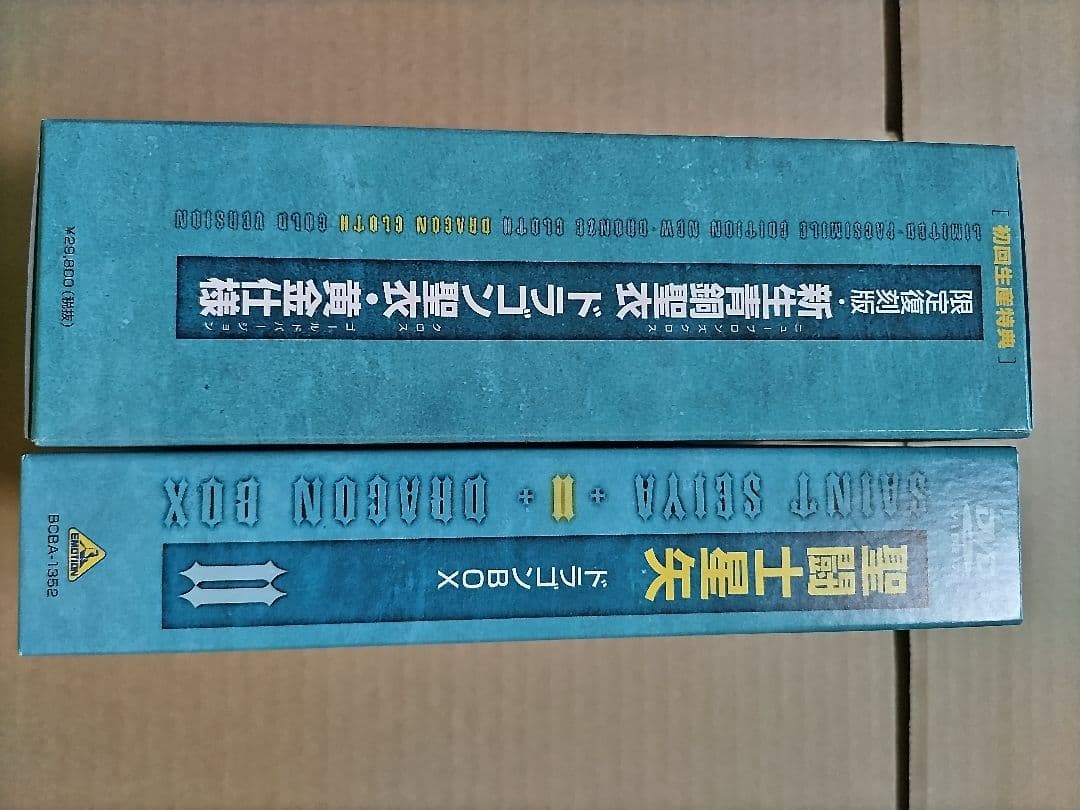 [初回生産特典]
ニューブロンズクロス クロス ゴールドバージョン
限定復刻版・新生青銅聖衣 ドラゴン聖衣・黄金仕様
LIMITED-FACSIMILE EDITION NEW-BRONZE CLOTH DRAGON CLOTH GOLD VERSION
¥29,800(税抜)
DVD
聖闘士星矢
ドラゴンBOX
II
SAINT SEIYA + II + DRAGON BOX
EMOTION
BCBA-1352